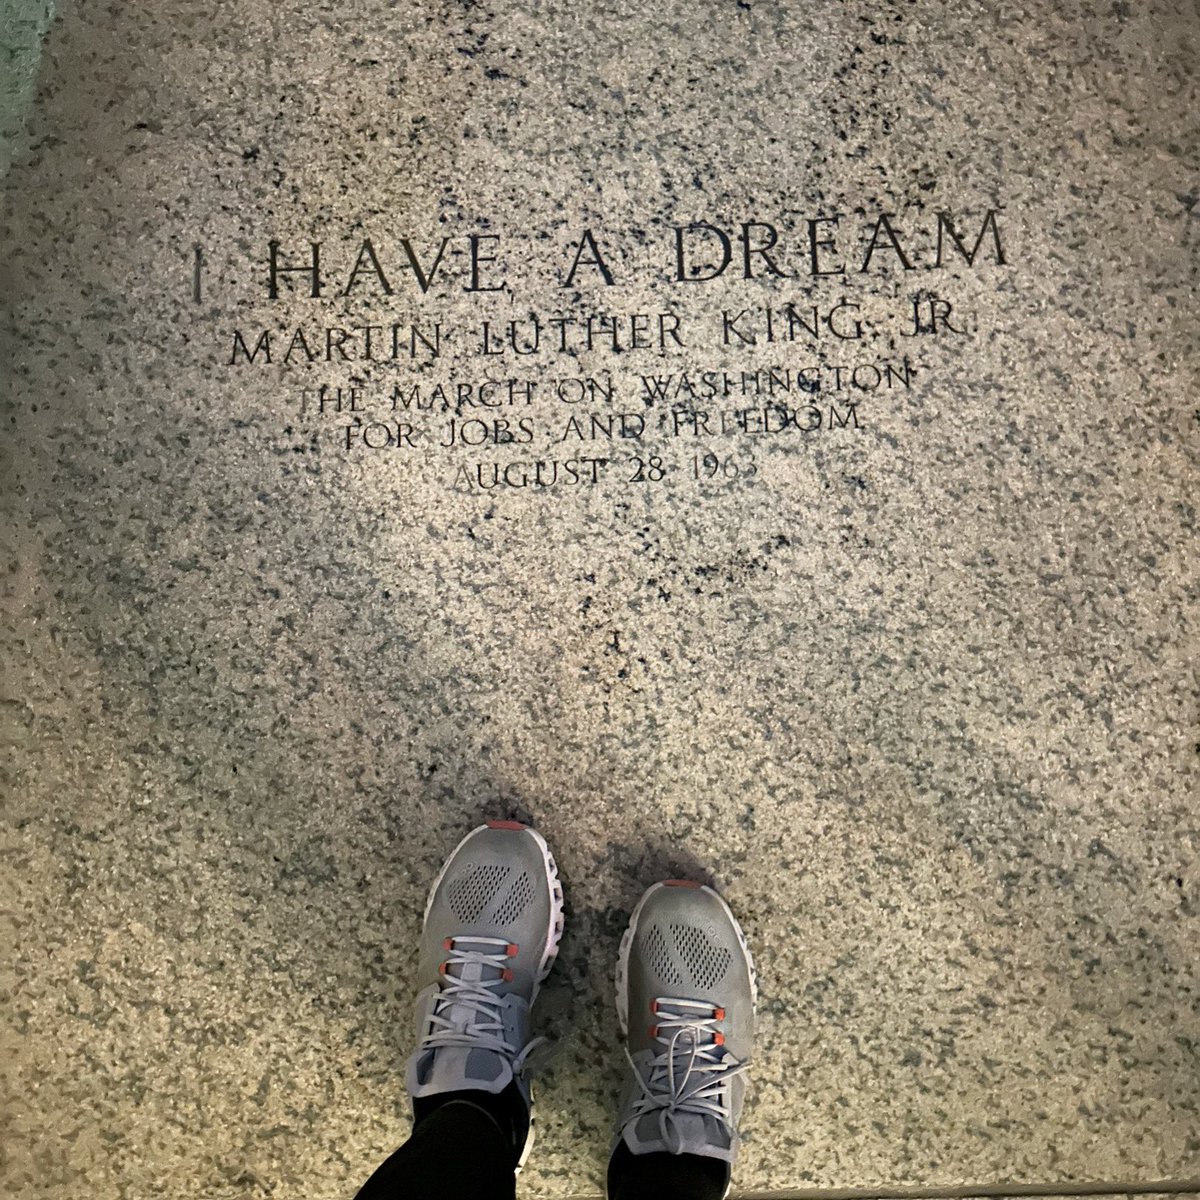 I HAVE A DREAM
MARTIN LUTHER KING JR
THE MARCH ON WASHINGTON
FOR JOBS AND FREEDOM
AUGUST 28 1963